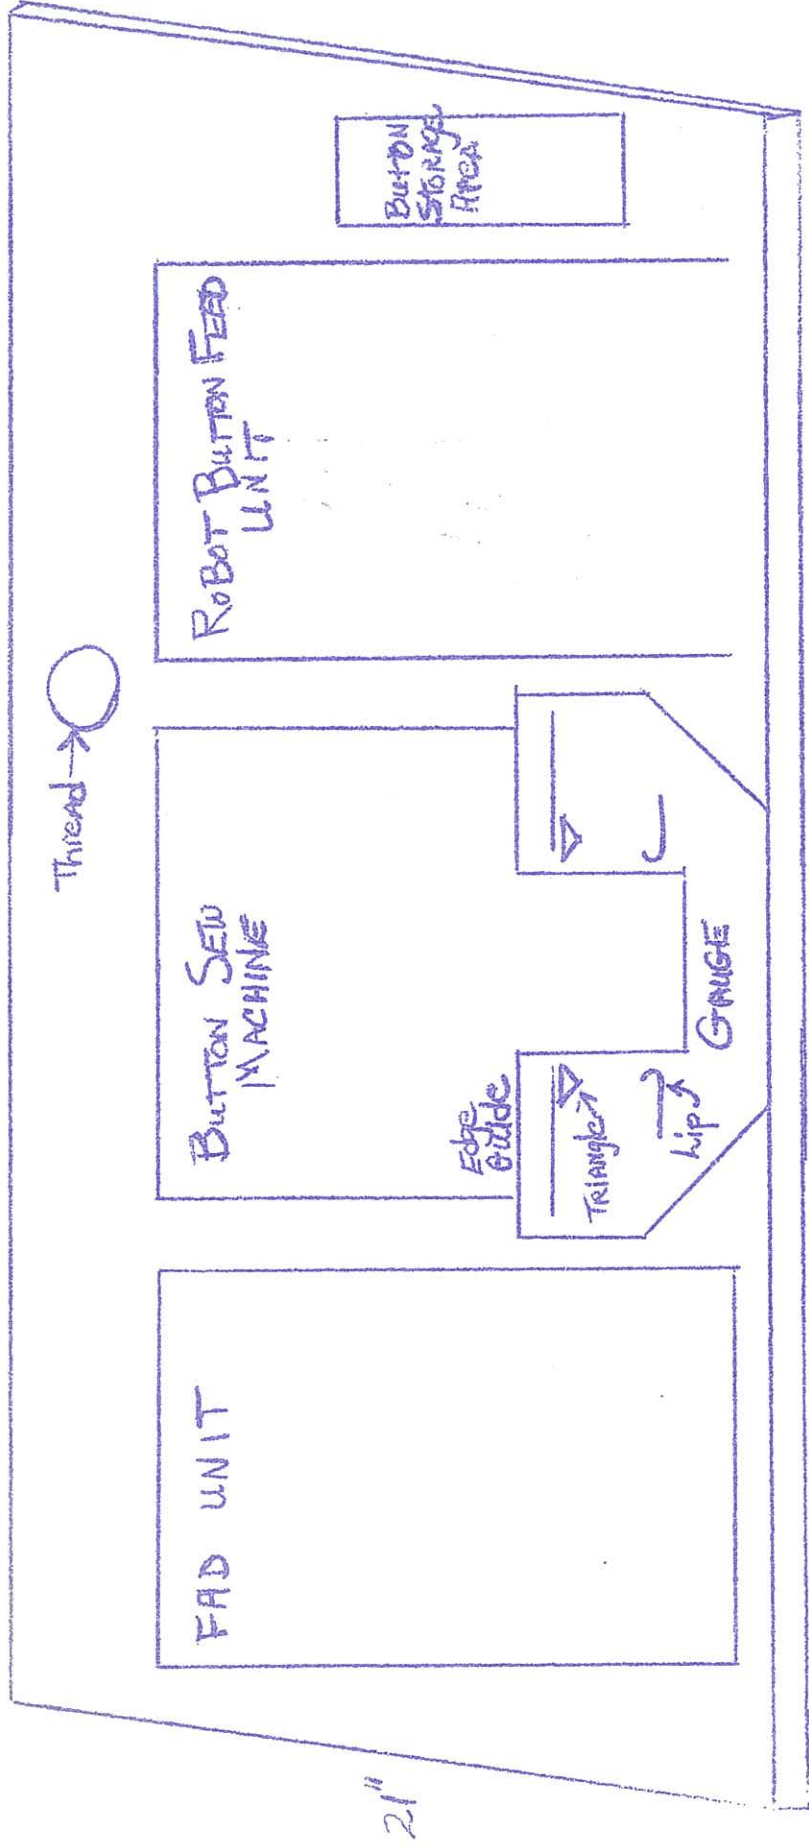 Thread
FAD UNIT
BUTTON SEW
MACHINE
ROBOT BUTTON FEED
UNIT
BUttON
STORAGE
AREA
Edge
Guide
TRIANGLE
Lip
GAUGE
21"